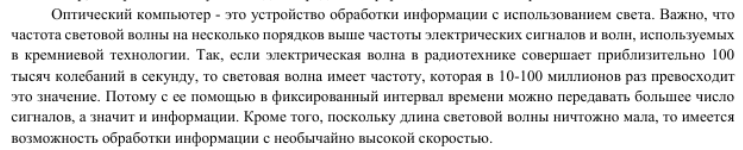 Оптический компьютер - это устройство обработки информации с использованием света. Важно, что
частота световой волны на несколько порядков выше частоты электрических сигналов и волн, используемых
в кремниевой технологии. Так, если электрическая волна в радиотехнике совершает приблизительно 100
тысяч колебаний в секунду, то световая волна имеет частоту, которая в 10-100 миллионов раз превосходит
это значение. Потому с ее помощью в фиксированный интервал времени можно передавать большее число
сигналов, а значит и информации. Кроме того, поскольку длина световой волны ничтожно мала, то имеется
возможность обработки информации с необычайно высокой скоростью.